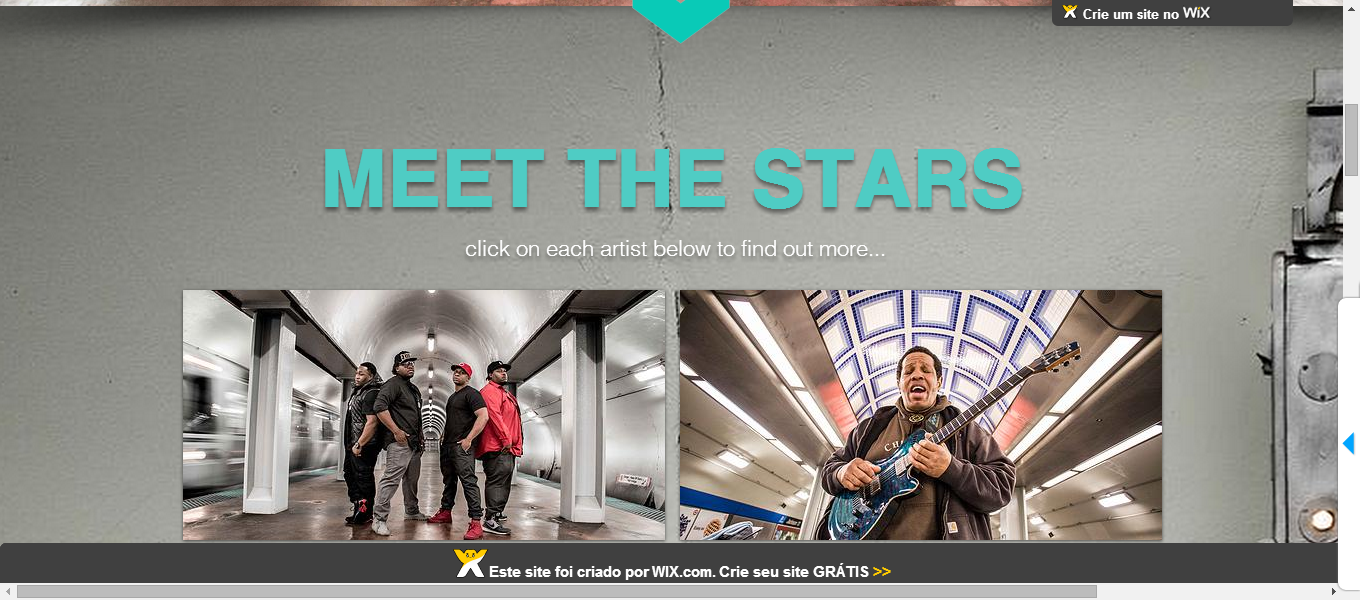 Crie um site no WiX
MEET THE STARS
click on each artist below to find out more...
Este site foi criado por WIX.com. Crie seu site GRÁTIS >>